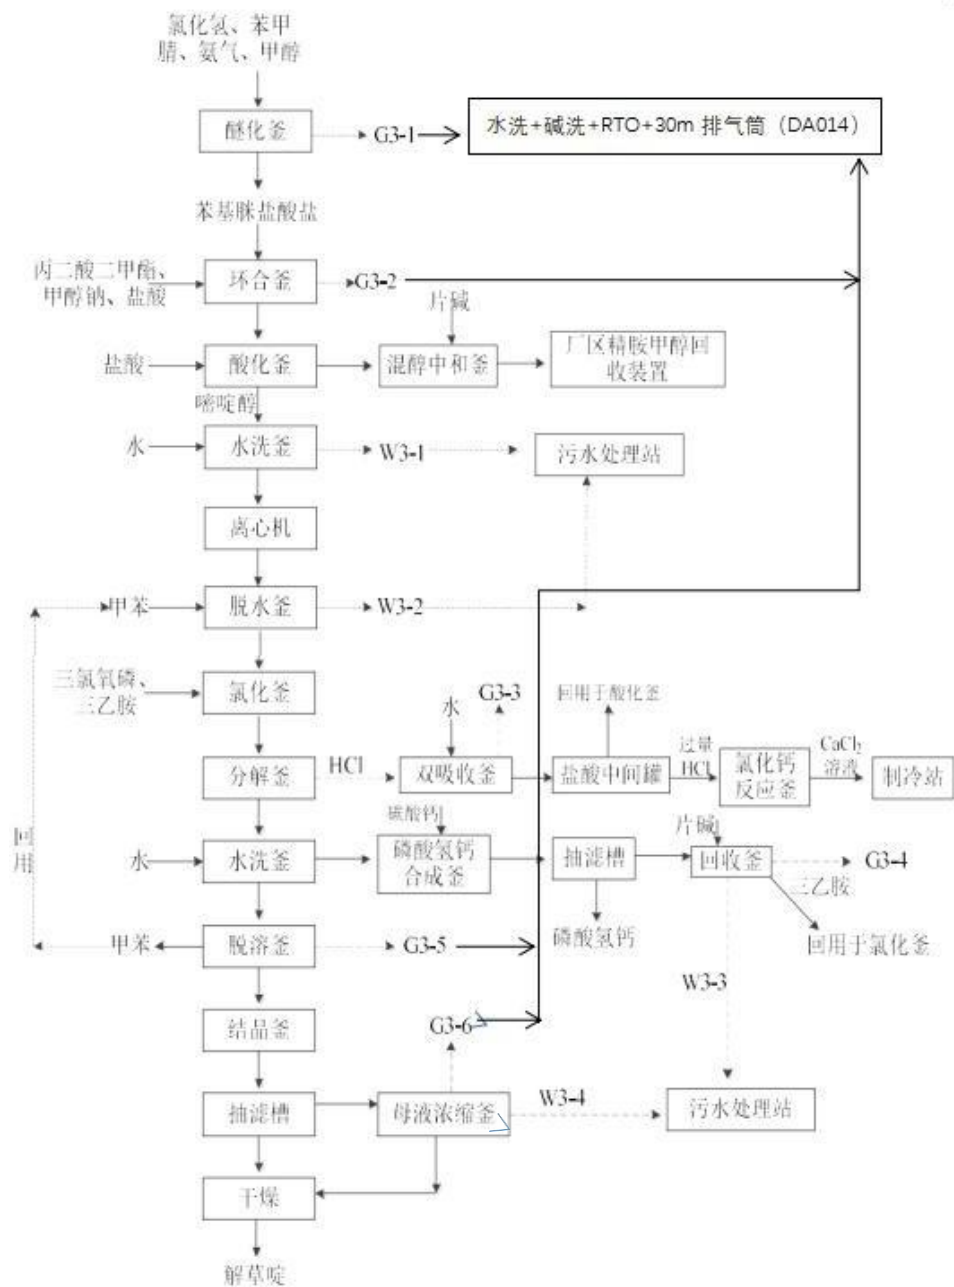 氯化氢、苯甲
腈、氨气、甲醇
醚化釜
G3-1
水洗+碱洗+RTO+30m 排气筒（DA014）
苯基脒盐酸盐
丙二酸二甲酯、
甲醇钠、盐酸
环合釜
G3-2
片碱
盐酸
酸化釜
混醇中和釜
厂区精胺甲醇回
收装置
嘧啶醇
水
水洗釜
W3-1
污水处理站
离心机
甲苯
脱水釜
W3-2
三氯氧磷、
三乙胺
氯化釜
水
G3-3
回用于酸化釜
分解釜
HCl
双吸收釜
盐酸中间罐
过量
HCl
氯化钙
反应釜
CaCl₂
溶液
制冷站
回
用
碳酸钙
片碱
水
水洗釜
磷酸氢钙
合成釜
抽滤槽
回收釜
G3-4
三乙胺
甲苯
脱溶釜
G3-5
磷酸氢钙
回用于氯化釜
W3-3
结晶釜
G3-6
抽滤槽
母液浓缩釜
W3-4
污水处理站
干燥
解草啶